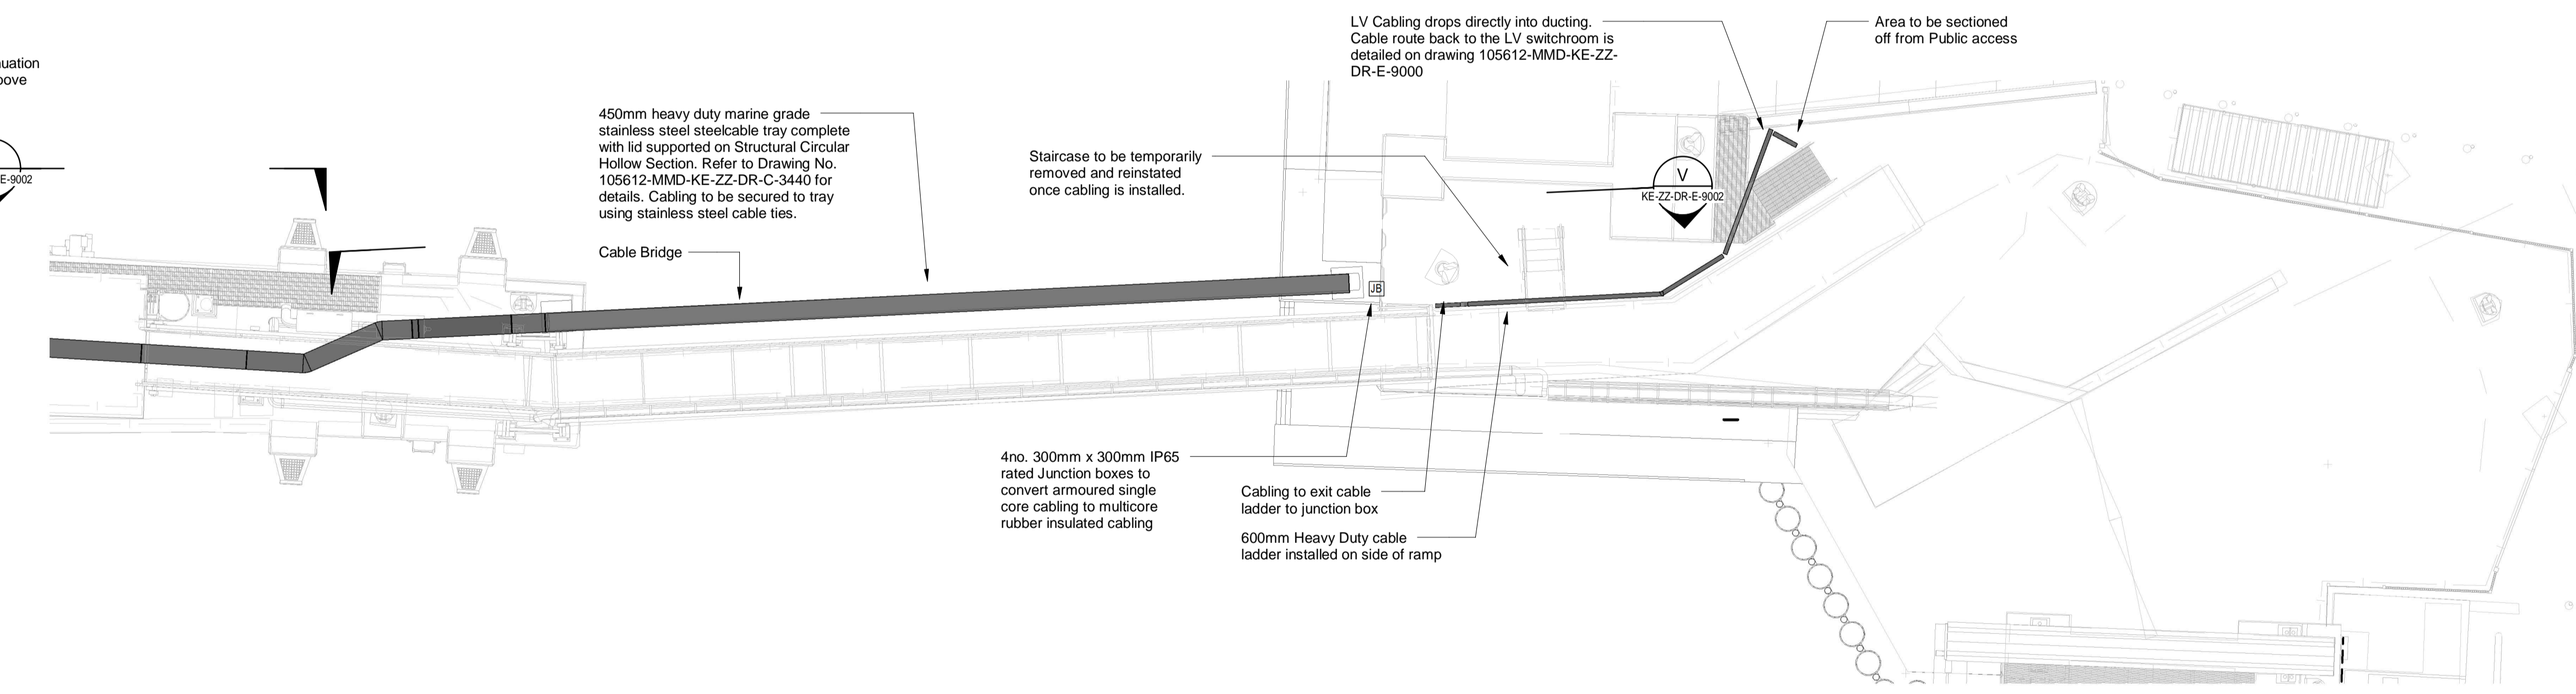 LV Cabling drops directly into ducting.
Cable route back to the LV switchroom is
detailed on drawing 105612-MMD-KE-ZZ-
DR-E-9000
Area to be sectioned
off from Public access
450mm heavy duty marine grade
stainless steel steelcable tray complete
with lid supported on Structural Circular
Hollow Section. Refer to Drawing No.
105612-MMD-KE-ZZ-DR-C-3440 for
details. Cabling to be secured to tray
using stainless steel cable ties.
Cable Bridge
Staircase to be temporarily
removed and reinstated
once cabling is installed.
V
KE-ZZ-DR-E-9002
E-9002
JB
4no. 300mm x 300mm IP65
rated Junction boxes to
convert armoured single
core cabling to multicore
rubber insulated cabling
Cabling to exit cable
ladder to junction box
600mm Heavy Duty cable
ladder installed on side of ramp